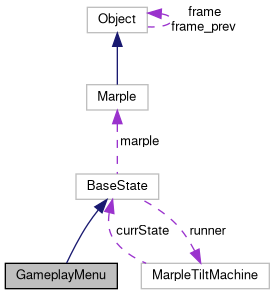 Object
frame
frame_prev
Marple
marple
BaseState
currState
runner
GameplayMenu
MarpleTiltMachine